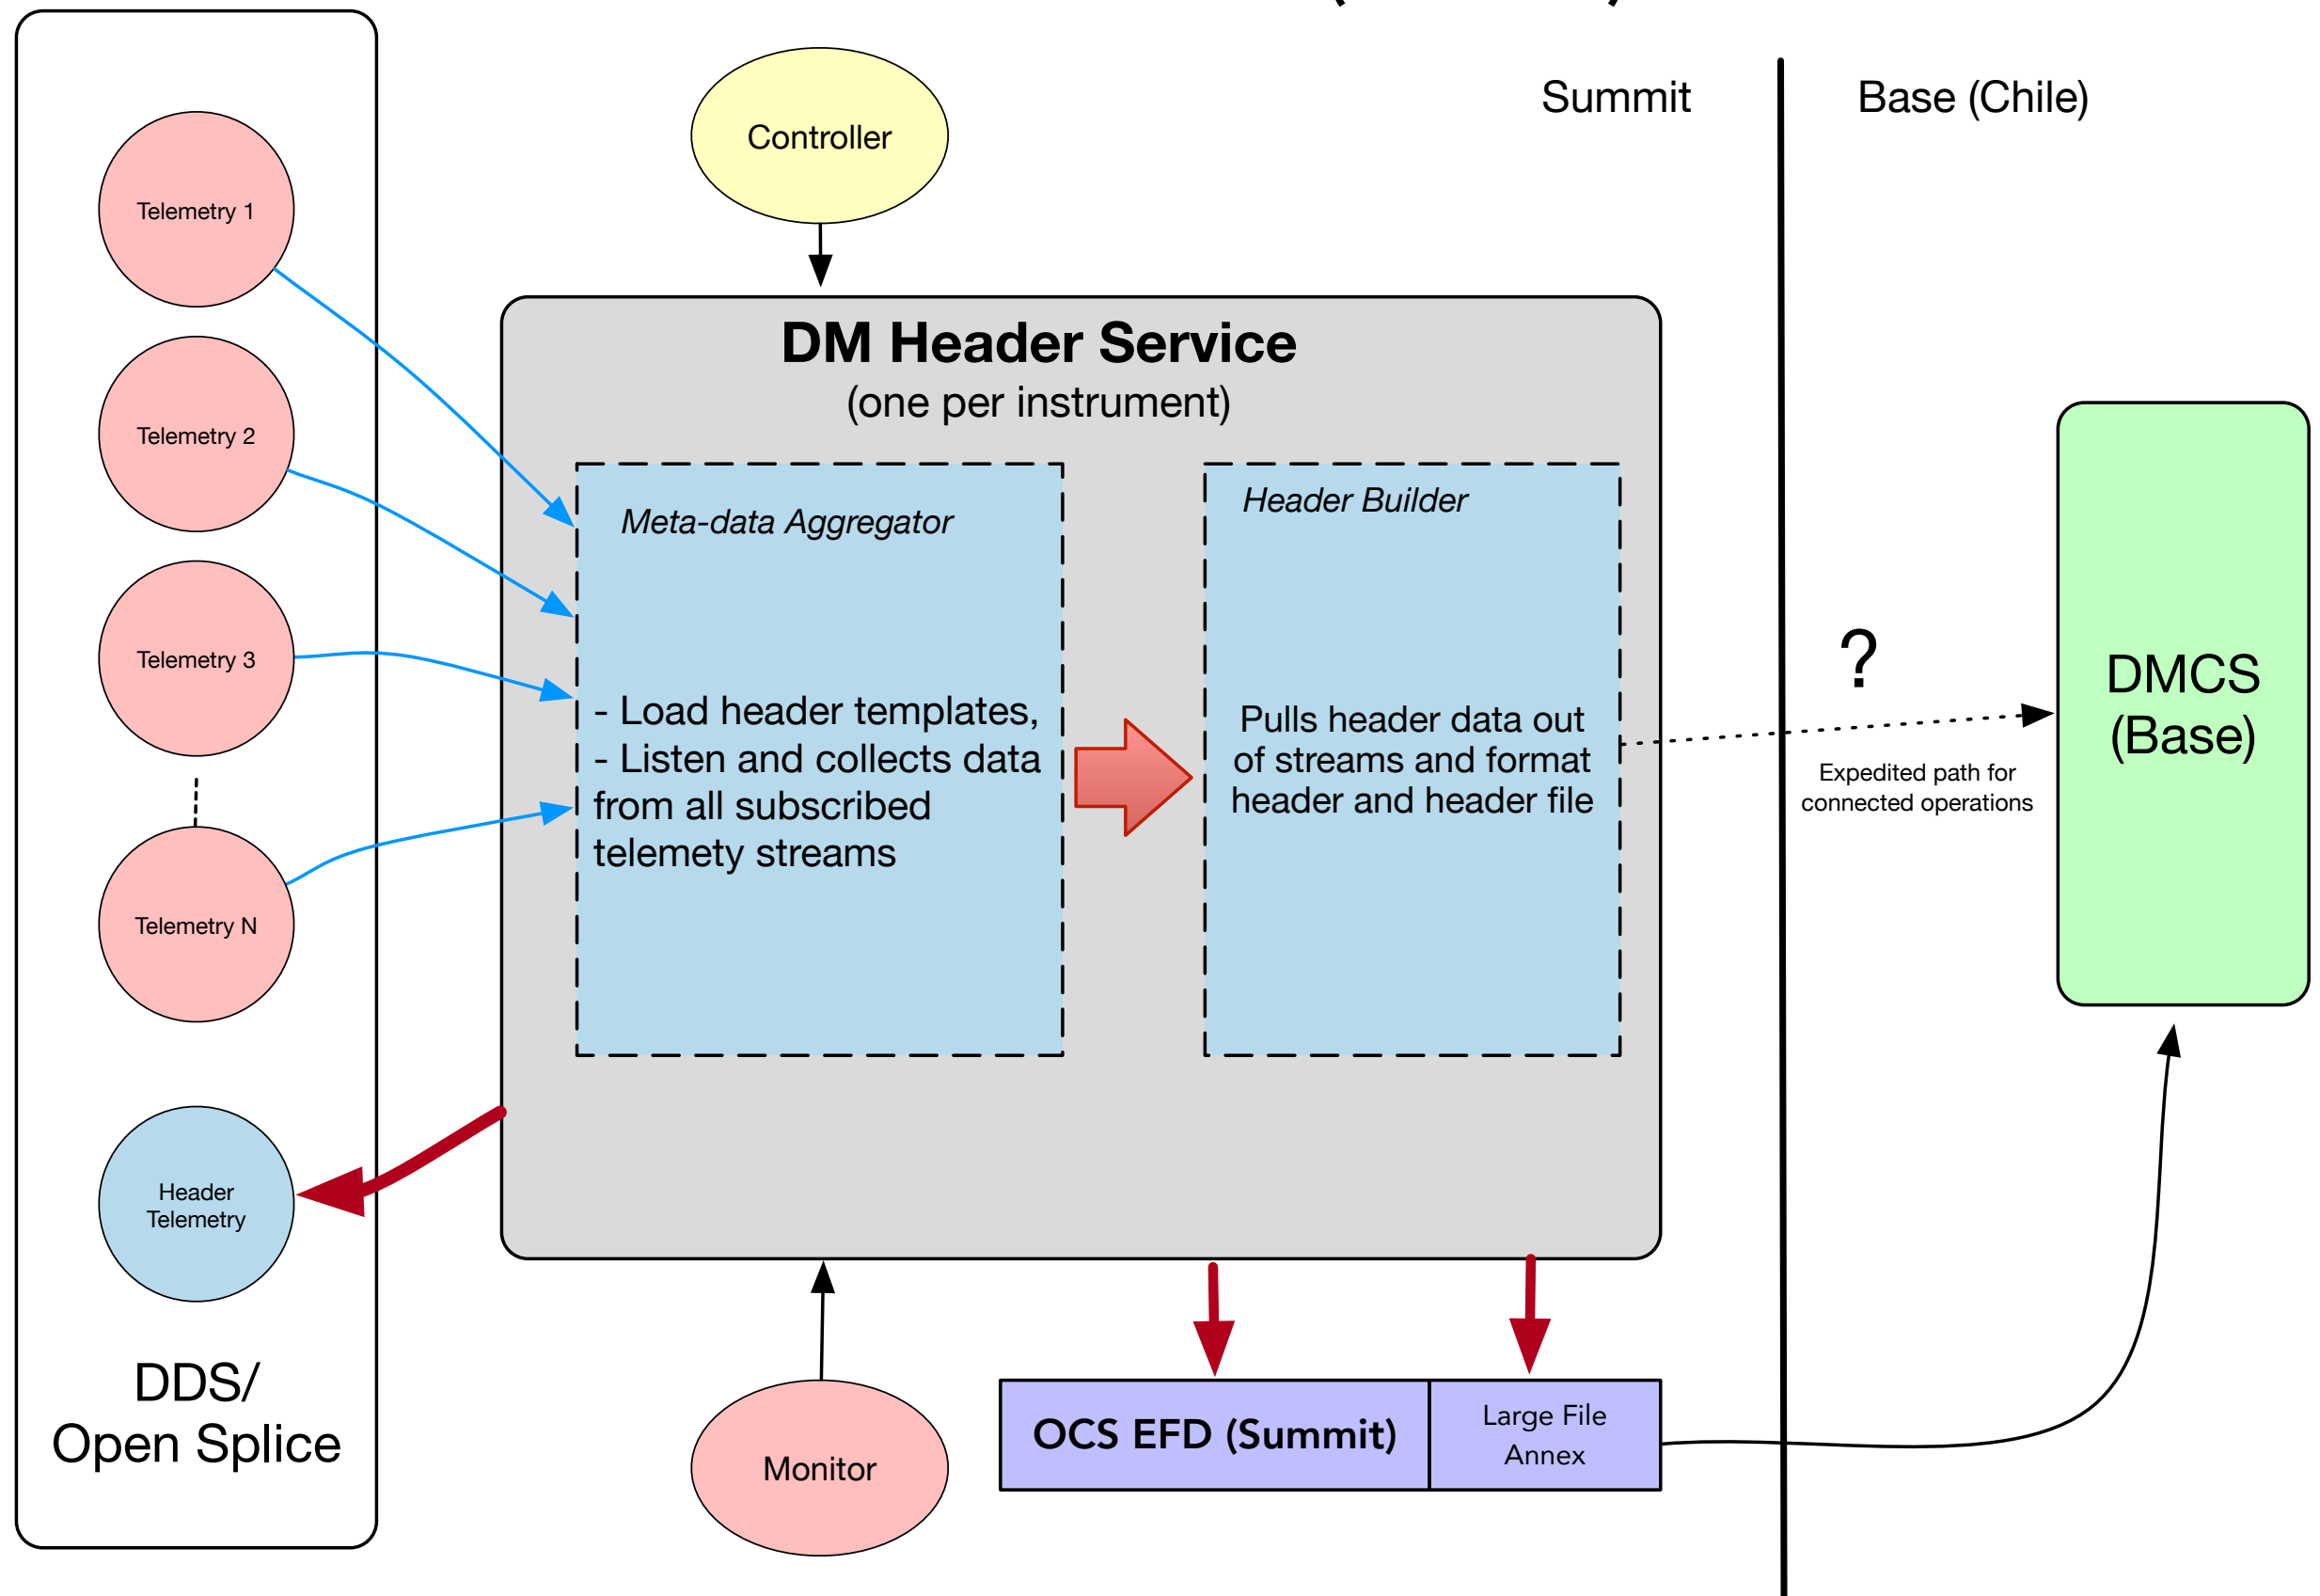 Summit
Base (Chile)
Controller
Telemetry 1
Telemetry 2
Telemetry 3
Telemetry N
Header
Telemetry
DDS/
Open Splice
DM Header Service
(one per instrument)
Meta-data Aggregator
- Load header templates,
- Listen and collects data
from all subscribed
telemety streams
Header Builder
Pulls header data out
of streams and format
header and header file
?
Expedited path for
connected operations
DMCS
(Base)
Monitor
OCS EFD (Summit)
Large File
Annex